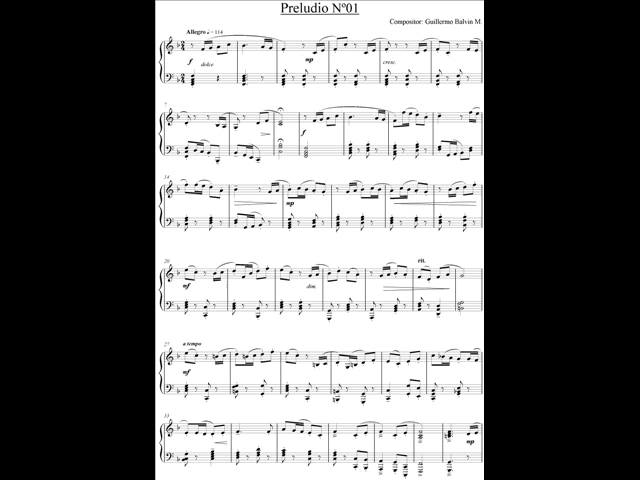 Preludio Nº01
Compositor: Guillermo Balvin M
Allegro ♩= 114
f dolce mp cresc.
7
f
14
mp
20
rit.
mf dim.
27
a tempo
mf
33
mp